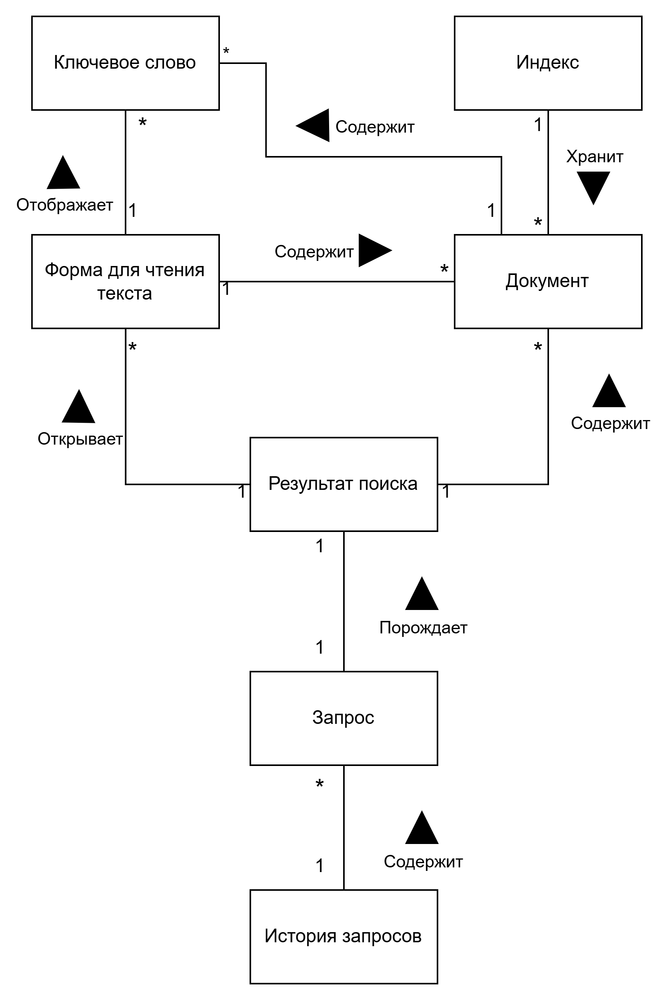 Ключевое слово
*
Индекс
*
1
Содержит
Хранит
Отображает
1
1
*
Содержит
*
Форма для чтения
текста
1
Документ
*
*
Открывает
Содержит
Результат поиска
1
1
1
Порождает
1
Запрос
*
1
Содержит
История запросов